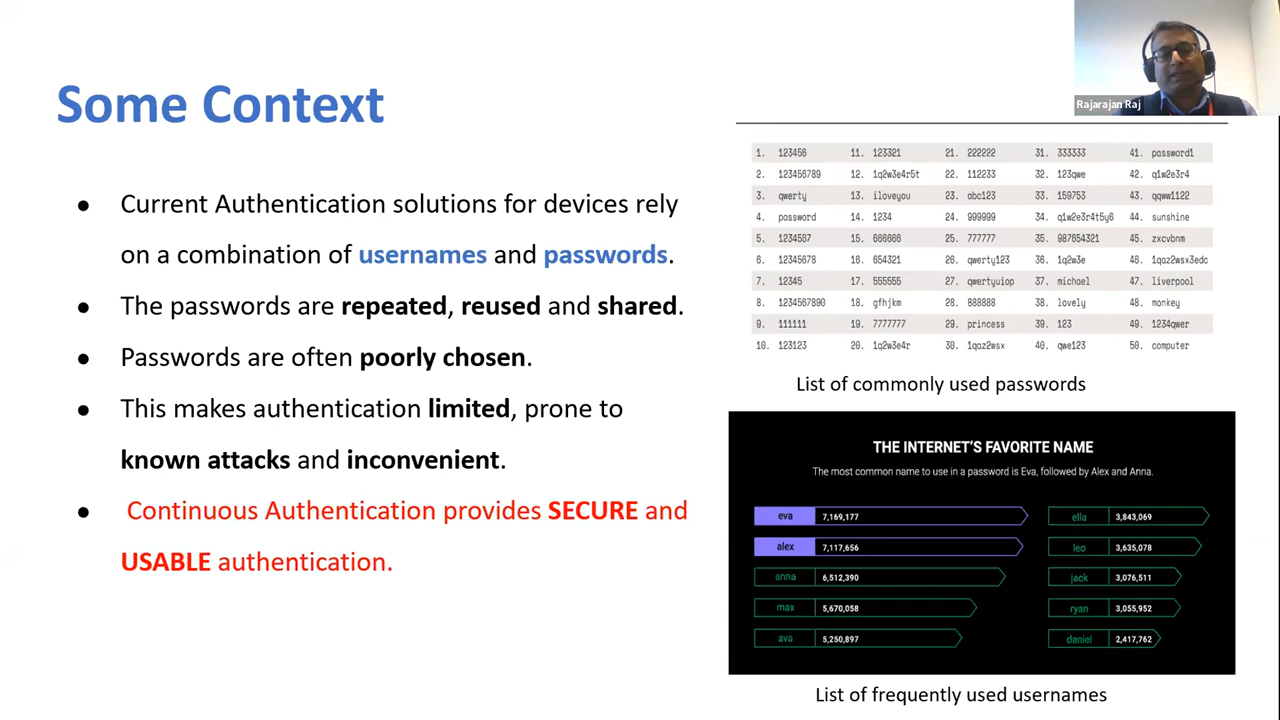 Some Context
Rajarajan Raj
● Current Authentication solutions for devices rely
on a combination of usernames and passwords.
● The passwords are repeated, reused and shared.
● Passwords are often poorly chosen.
● This makes authentication limited, prone to
known attacks and inconvenient.
● Continuous Authentication provides SECURE and
USABLE authentication.
1. 123456 11. 123321 21. 222222 31. 333333 41. password1
2. 123456789 12. 1q2w3e4r5t 22. 112233 32. 123qwe 42. q1w2e3r4
3. qwerty 13. iloveyou 23. abc123 33. 159753 43. qqww1122
4. password 14. 1234 24. 999999 34. q1w2e3r4t5y6 44. sunshine
5. 1234567 15. 666666 25. 777777 35. 987654321 45. zxcvbnm
6. 12345678 16. 654321 26. qwerty123 36. 1q2w3e 46. 1qaz2wsx3edc
7. 12345 17. 555555 27. qwertyuiop 37. michael 47. liverpool
8. 1234567890 18. gfhjkm 28. 888888 38. lovely 48. monkey
9. 111111 19. 7777777 29. princess 39. 123 49. 1234qwer
10. 123123 20. 1q2w3e4r 30. 1qaz2wsx 40. qwe123 50. computer
List of commonly used passwords
THE INTERNET'S FAVORITE NAME
The most common name to use in a password is Eva, followed by Alex and Anna.
eva 7,169,177 ella 3,843,069
alex 7,117,656 leo 3,635,078
anna 6,512,390 jack 3,076,511
max 5,670,058 ryan 3,055,952
ava 5,250,897 daniel 2,417,762
List of frequently used usernames